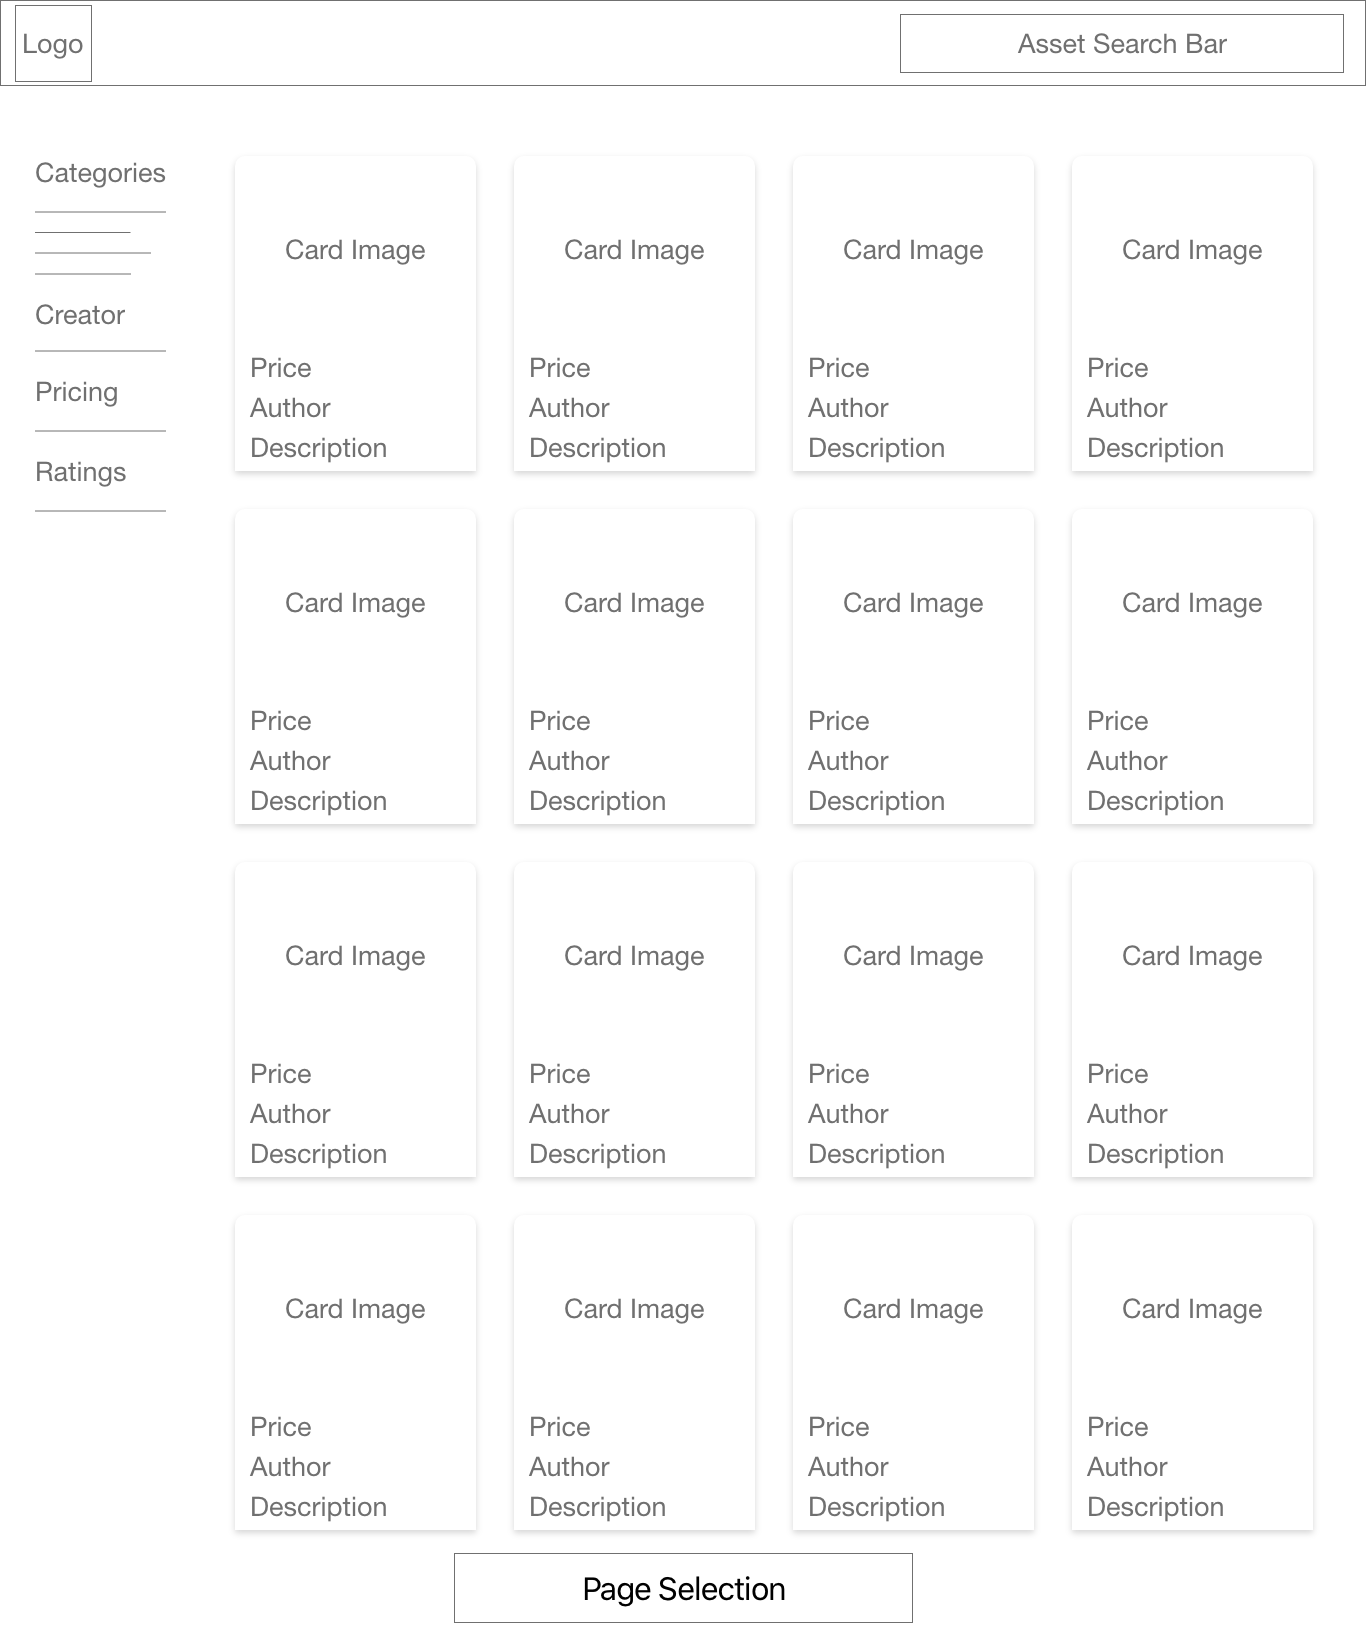 Logo
Asset Search Bar
Categories
Creator
Pricing
Ratings
Card Image
Price
Author
Description
Card Image
Price
Author
Description
Card Image
Price
Author
Description
Card Image
Price
Author
Description
Card Image
Price
Author
Description
Card Image
Price
Author
Description
Card Image
Price
Author
Description
Card Image
Price
Author
Description
Card Image
Price
Author
Description
Card Image
Price
Author
Description
Card Image
Price
Author
Description
Card Image
Price
Author
Description
Card Image
Price
Author
Description
Card Image
Price
Author
Description
Card Image
Price
Author
Description
Card Image
Price
Author
Description
Page Selection